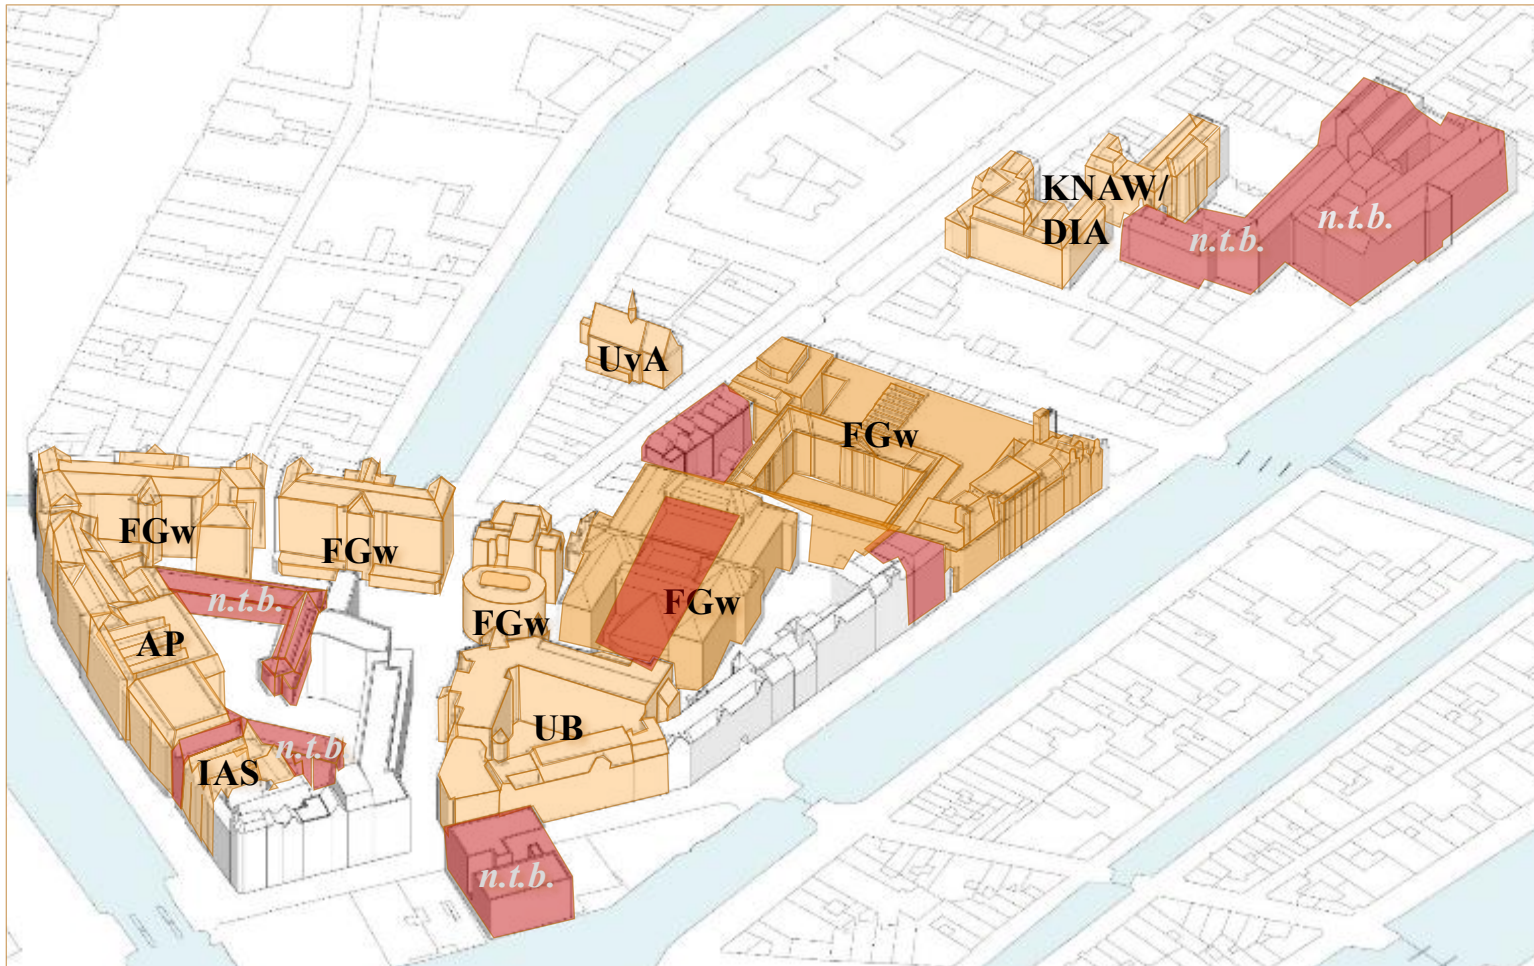 KNAW/
DIA
n.t.b.
n.t.b.
UvA
FGw
FGw
FGw
n.t.b.
FGw
FGw
AP
UB
n.t.b
IAS
n.t.b.